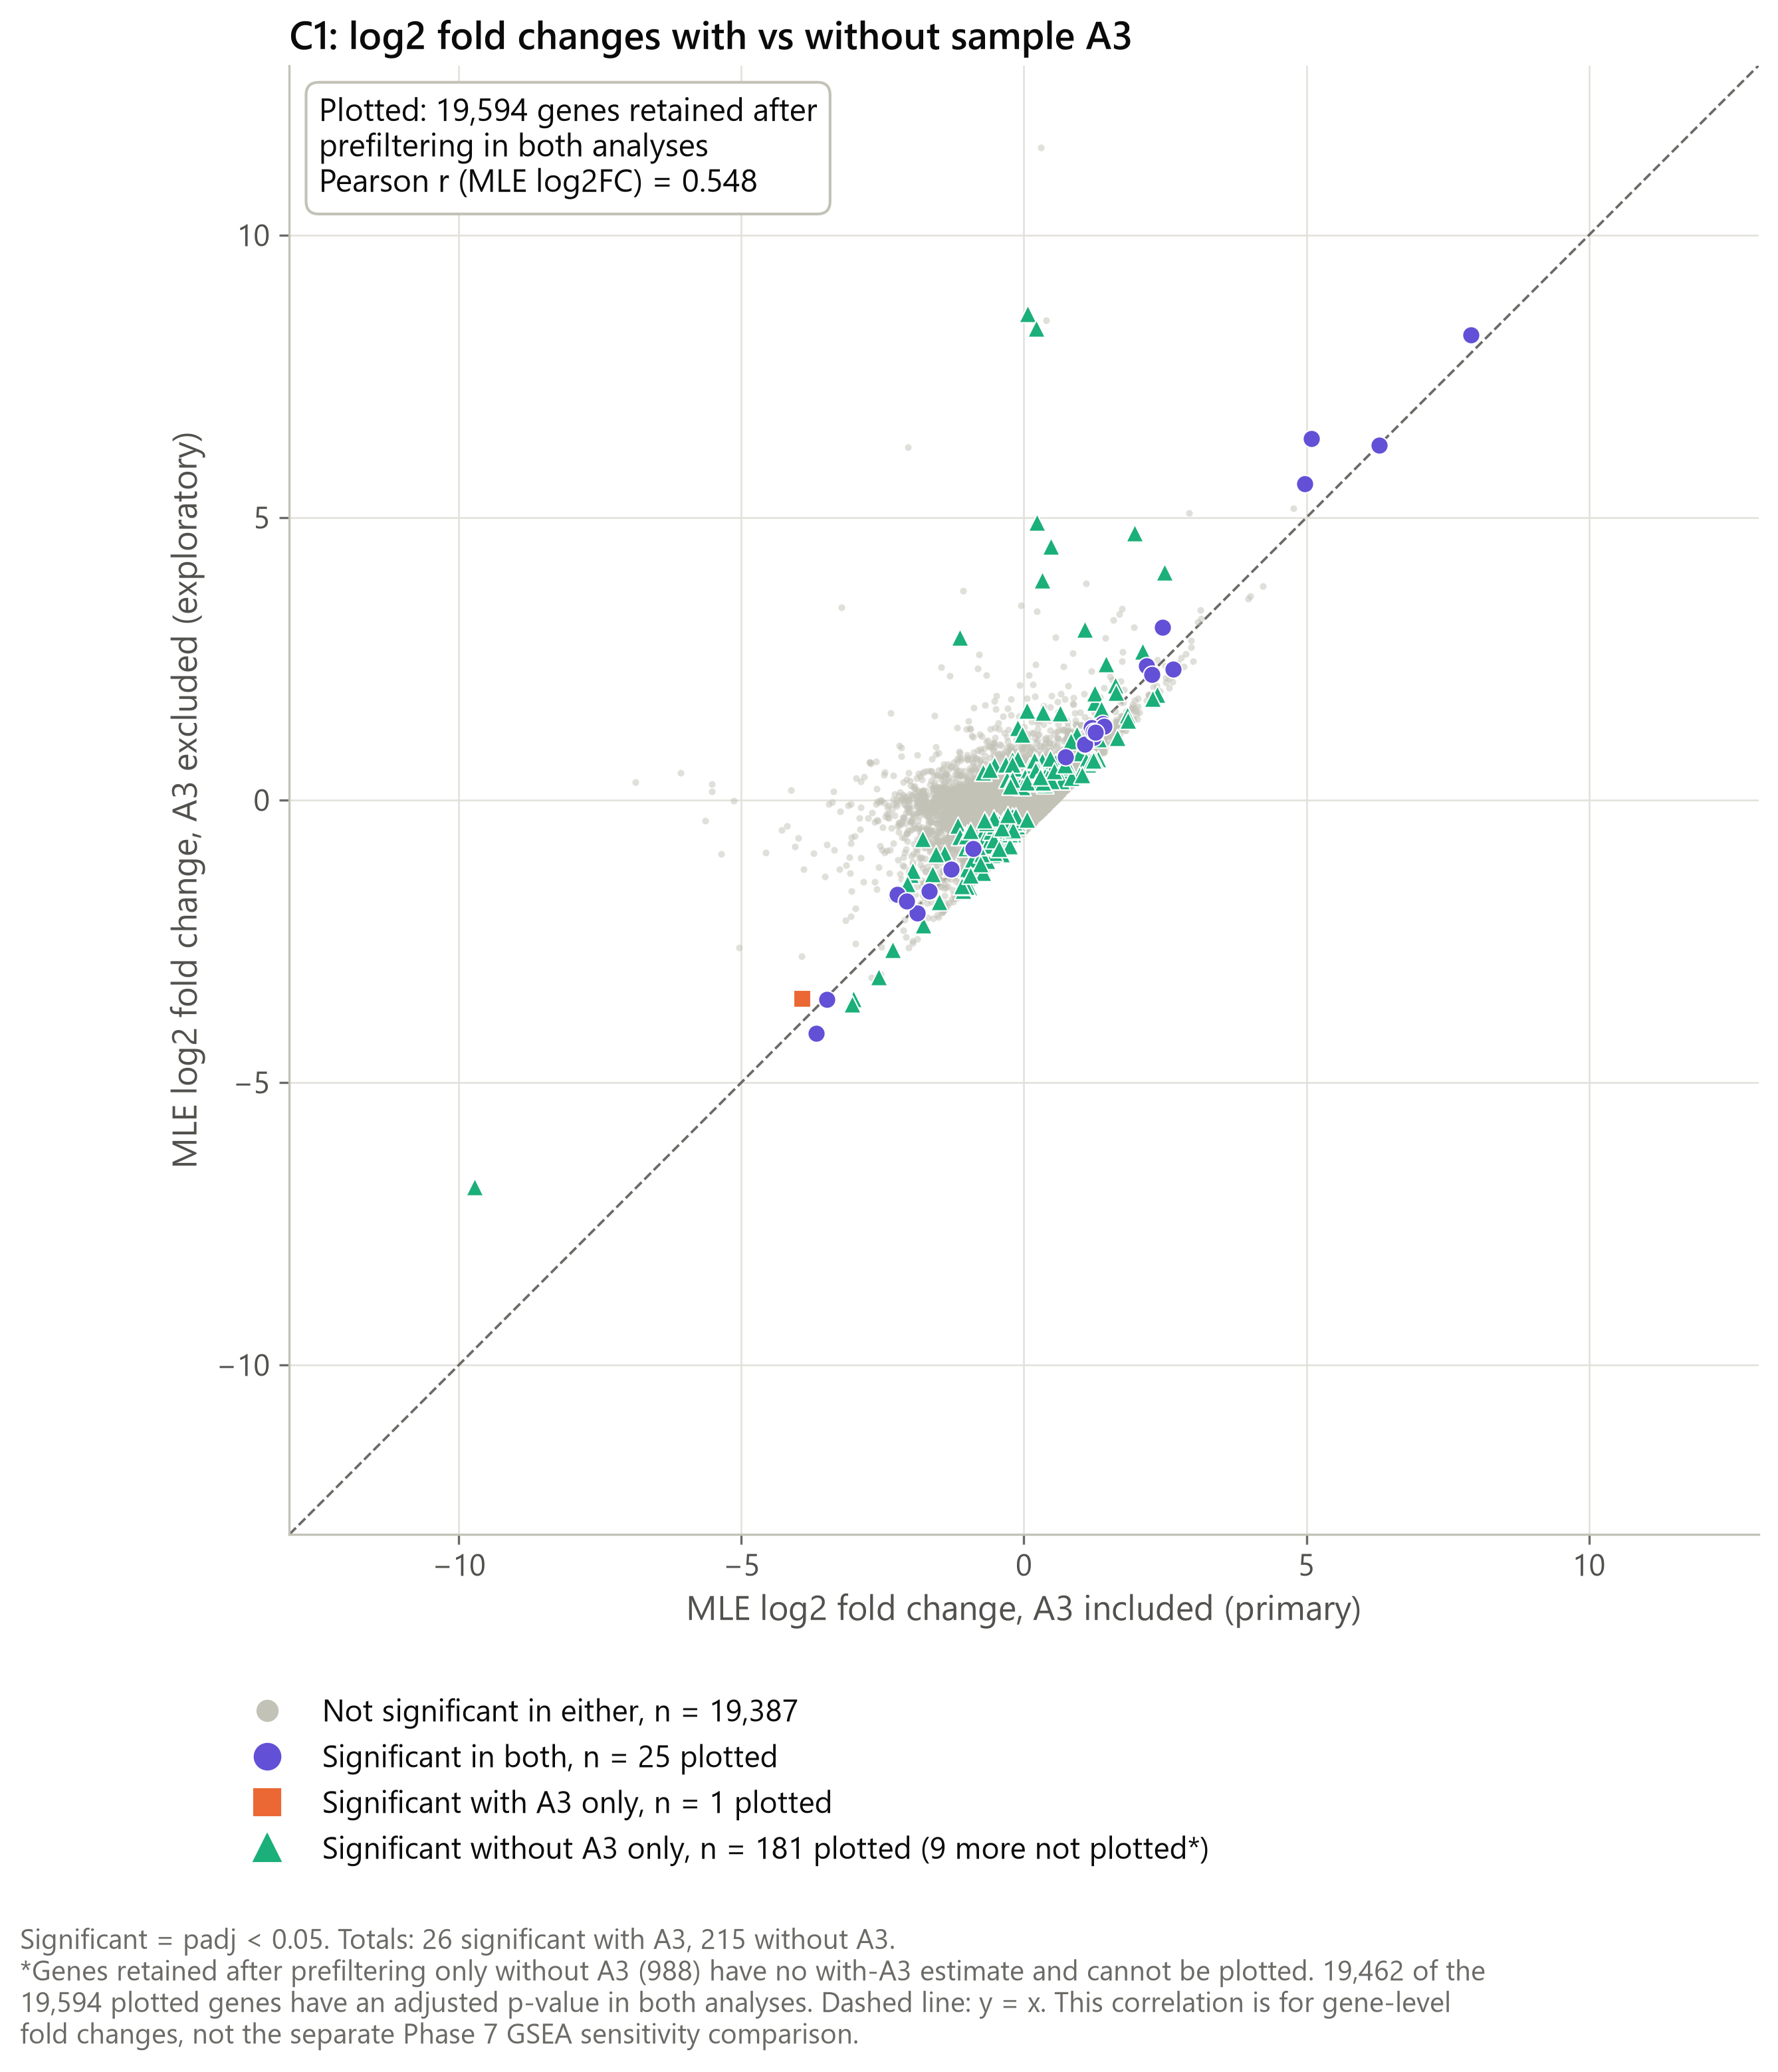 C1: log2 fold changes with vs without sample A3
Plotted: 19,594 genes retained after
prefiltering in both analyses
Pearson r (MLE log2FC) = 0.548
MLE log2 fold change, A3 excluded (exploratory)
10
5
0
−5
−10
−10
−5
0
5
10
MLE log2 fold change, A3 included (primary)
Not significant in either, n = 19,387
Significant in both, n = 25 plotted
Significant with A3 only, n = 1 plotted
Significant without A3 only, n = 181 plotted (9 more not plotted*)
Significant = padj < 0.05. Totals: 26 significant with A3, 215 without A3.
*Genes retained after prefiltering only without A3 (988) have no with-A3 estimate and cannot be plotted. 19,462 of the
19,594 plotted genes have an adjusted p-value in both analyses. Dashed line: y = x. This correlation is for gene-level
fold changes, not the separate Phase 7 GSEA sensitivity comparison.